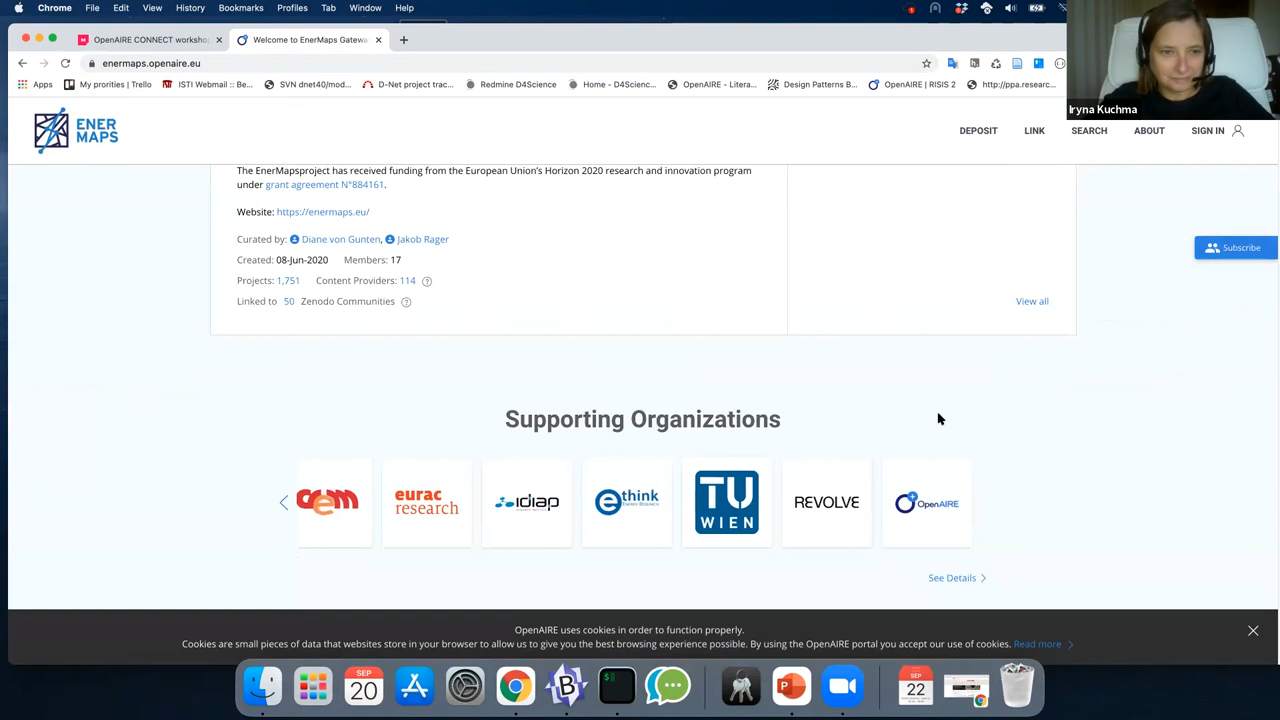 Chrome File Edit View History Bookmarks Profiles Tab Window Help
OpenAIRE CONNECT worksho
Welcome to EnerMaps Gatew
enermaps.openaire.eu
Apps
My prorities | Trello
ISTI Webmail :: Be...
SVN dnet40/mod...
D-Net project trac...
Redmine D4Science
Home - D4Scienc...
OpenAIRE - Litera...
Design Patterns B...
OpenAIRE | RISIS 2
http://ppa.researc...
Iryna Kuchma
ENER
MAPS
DEPOSIT LINK SEARCH ABOUT SIGN IN
The EnerMapsproject has received funding from the European Union's Horizon 2020 research and innovation program
under grant agreement N°884161.
Website: https://enermaps.eu/
Subscribe
Curated by: Diane von Gunten, Jakob Rager
Created: 08-Jun-2020 Members: 17
Projects: 1,751 Content Providers: 114 ?
Linked to 50 Zenodo Communities ?
View all
Supporting Organizations
eurac
research
idiap
e think
ENERGY RESEARCH
TU
WIEN
REVOLVE
OpenAIRE
See Details
OpenAIRE uses cookies in order to function properly.
Cookies are small pieces of data that websites store in your browser to allow us to give you the best browsing experience possible. By using the OpenAIRE portal you accept our use of cookies. Read more
SEP
20
SEP
22